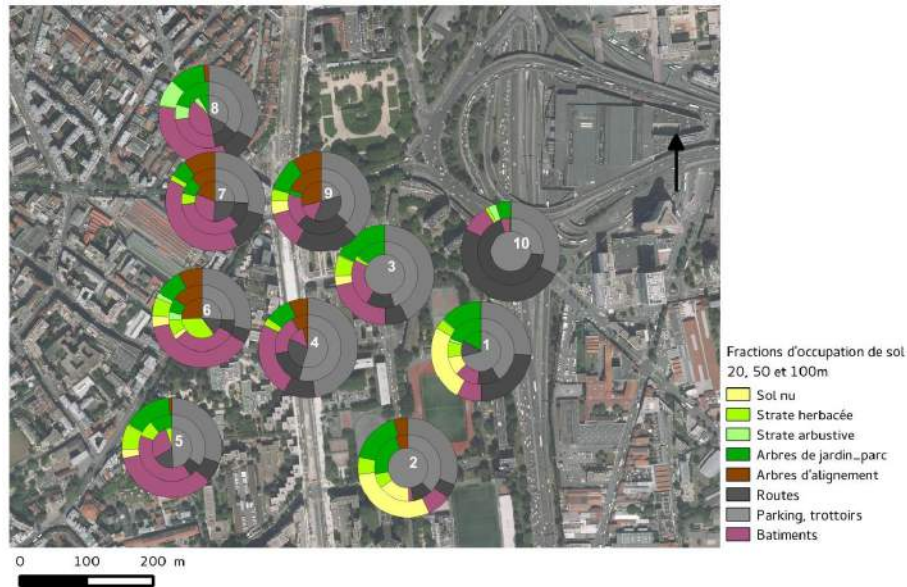 8
7
9
10
3
6
4
1
5
2
Fractions d'occupation de sol
20, 50 et 100m
Sol nu
Strate herbacée
Strate arbustive
Arbres de jardin_parc
Arbres d'alignement
Routes
Parking, trottoirs
Batiments
0 100 200 m